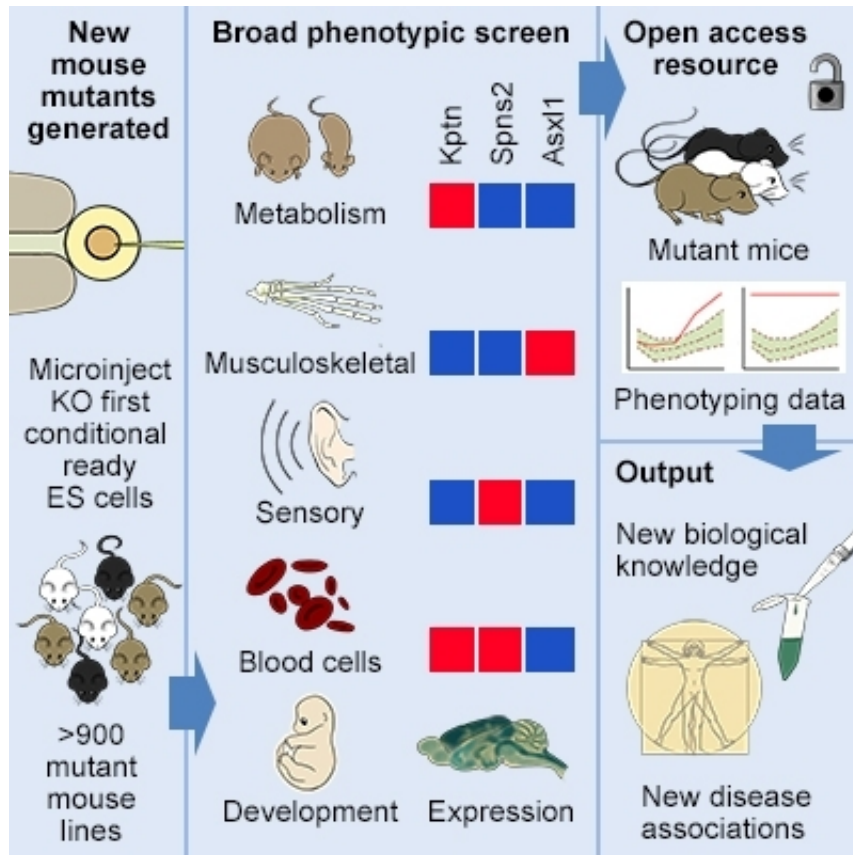 New
mouse
mutants
generated
Microinject
KO first
conditional
ready
ES cells
>900
mutant
mouse
lines
Broad phenotypic screen
Kptn
Spns2
Asxl1
Metabolism
Musculoskeletal
Sensory
Blood cells
Development
Expression
Open access
resource
Mutant mice
Phenotyping data
Output
New biological
knowledge
New disease
associations